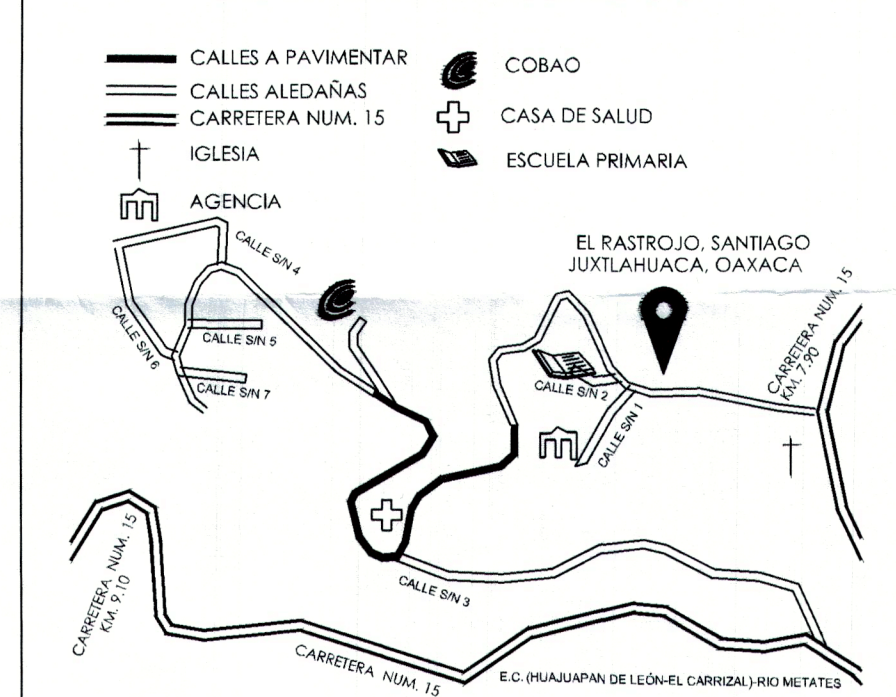 CALLES A PAVIMENTAR
CALLES ALEDAÑAS
CARRETERA NUM. 15
IGLESIA
AGENCIA
COBAO
CASA DE SALUD
ESCUELA PRIMARIA
EL RASTROJO, SANTIAGO
JUXTLAHUACA, OAXACA
CALLE S/N 4
CALLE S/N 6
CALLE S/N 5
CALLE S/N 7
CALLE S/N 2
CALLE S/N 1
CARRETERA NUM. 15
KM. 7.90
CARRETERA NUM. 15
KM. 9.10
CALLE S/N 3
CARRETERA NUM. 15
E.C. (HUAJUAPAN DE LEÓN-EL CARRIZAL)-RIO METATES